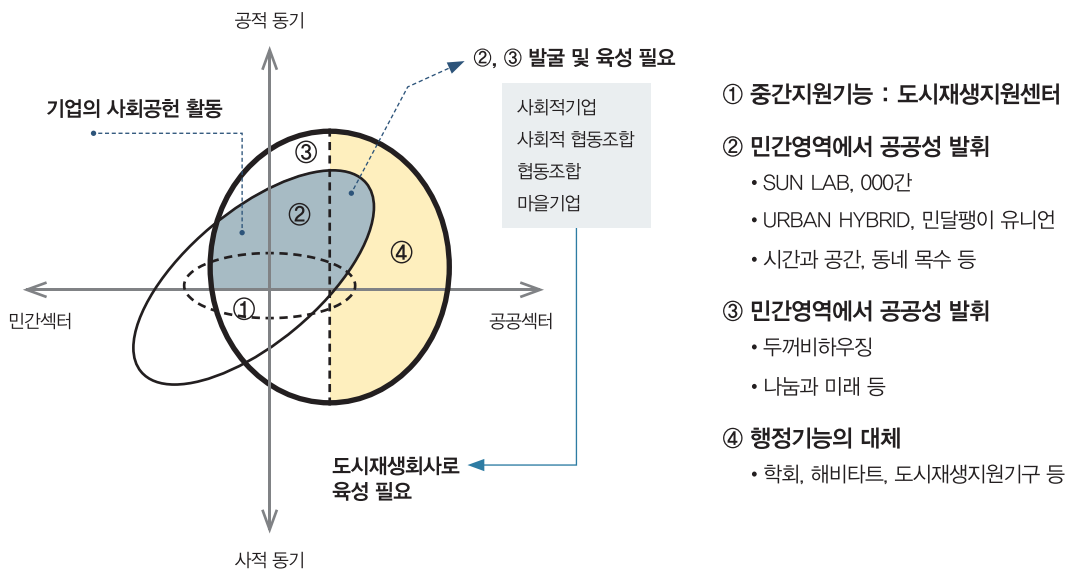 공적 동기
②, ③ 발굴 및 육성 필요
기업의 사회공헌 활동
사회적기업
사회적 협동조합
협동조합
마을기업
③
②
④
①
민간섹터
공공섹터
도시재생회사로
육성 필요
사적 동기
① 중간지원기능 : 도시재생지원센터
② 민간영역에서 공공성 발휘
• SUN LAB, 000간
• URBAN HYBRID, 민달팽이 유니언
• 시간과 공간, 동네 목수 등
③ 민간영역에서 공공성 발휘
• 두꺼비하우징
• 나눔과 미래 등
④ 행정기능의 대체
• 학회, 해비타트, 도시재생지원기구 등